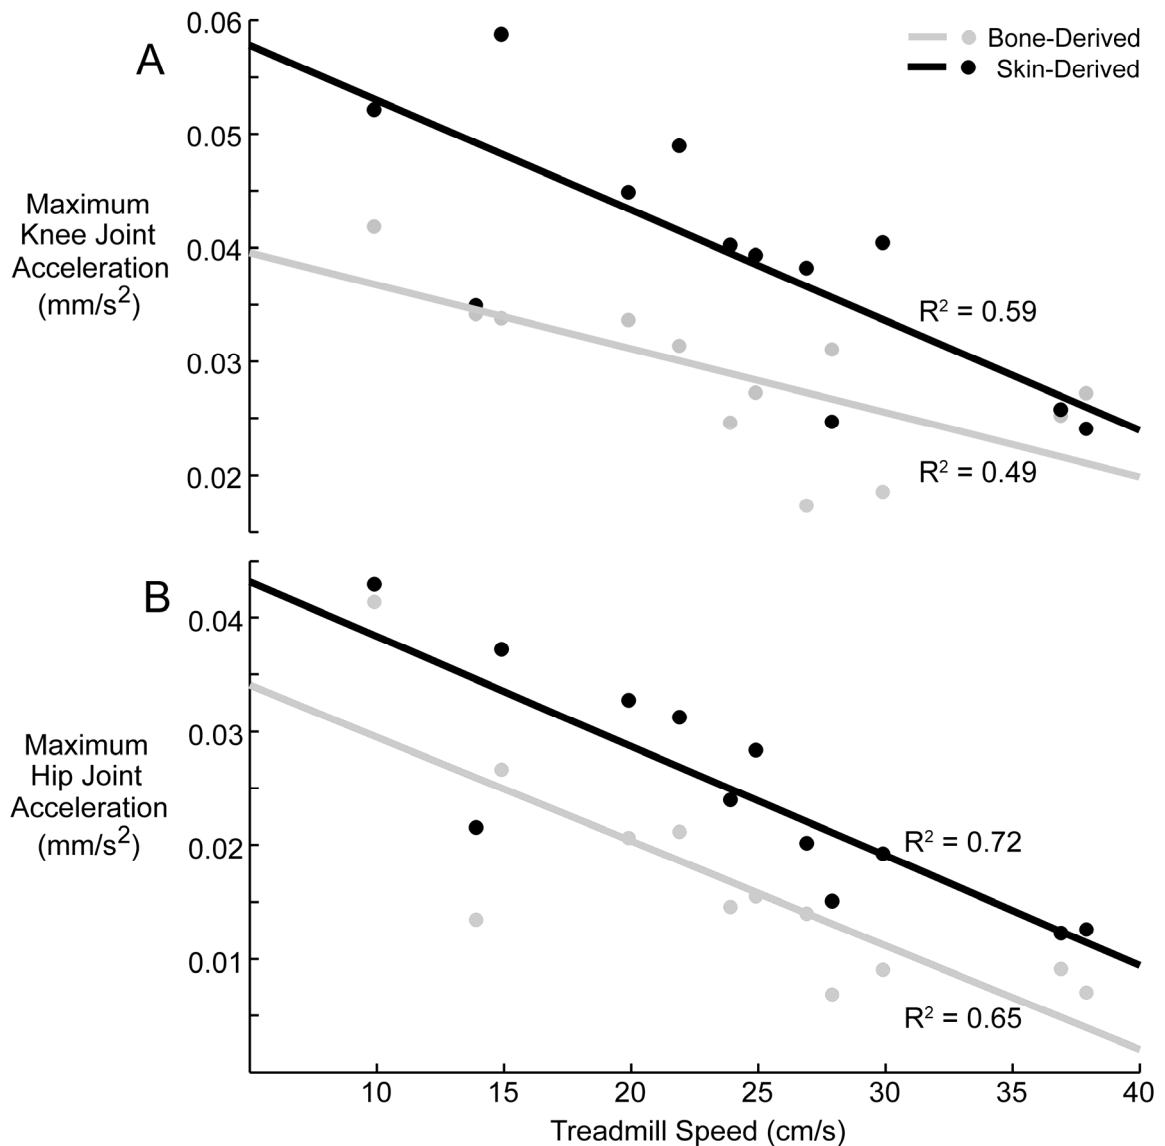 A
Bone-Derived
Skin-Derived
0.06
0.05
0.04
0.03
0.02
Maximum
Knee Joint
Acceleration
(mm/s²)
R² = 0.59
R² = 0.49
B
0.04
0.03
0.02
0.01
Maximum
Hip Joint
Acceleration
(mm/s²)
R² = 0.72
R² = 0.65
10 15 20 25 30 35 40
Treadmill Speed (cm/s)